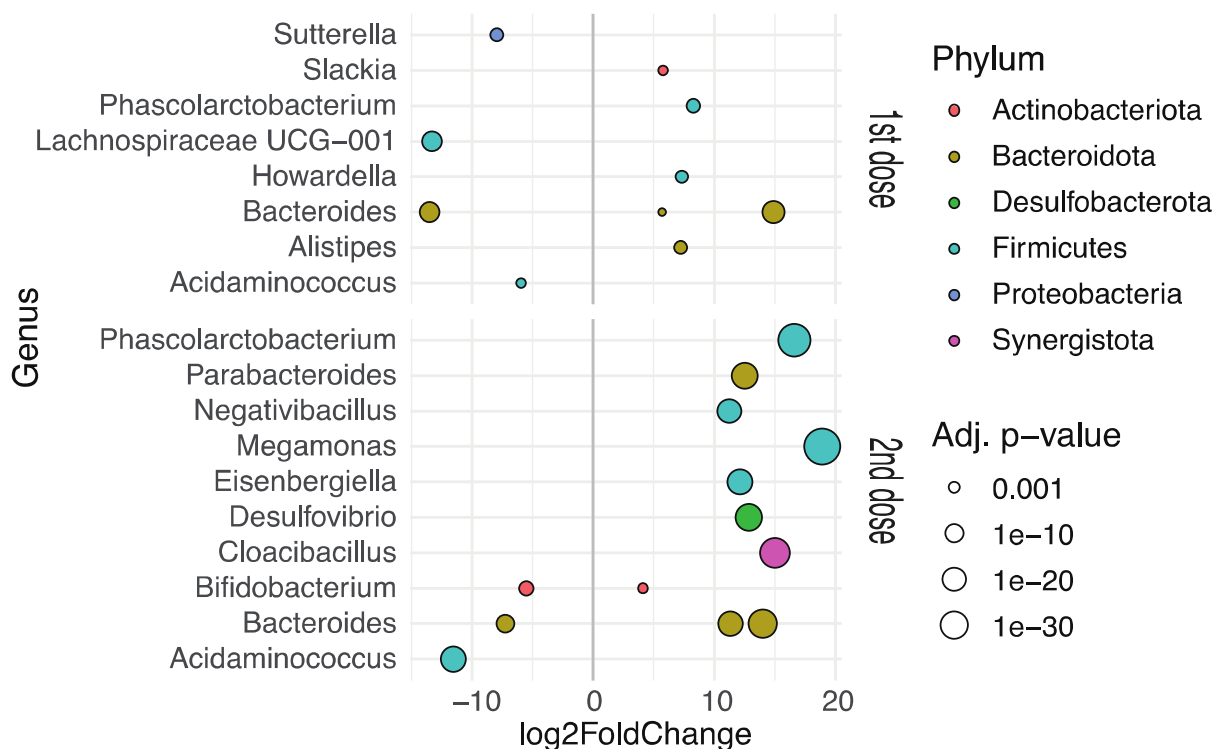 Genus
Sutterella
Slackia
Phascolarctobacterium
Lachnospiraceae UCG−001
Howardella
Bacteroides
Alistipes
Acidaminococcus
1st dose
Phascolarctobacterium
Parabacteroides
Negativibacillus
Megamonas
Eisenbergiella
Desulfovibrio
Cloacibacillus
Bifidobacterium
Bacteroides
Acidaminococcus
2nd dose
−10 0 10 20
log2FoldChange
Phylum
Actinobacteriota
Bacteroidota
Desulfobacterota
Firmicutes
Proteobacteria
Synergistota
Adj. p−value
0.001
1e−10
1e−20
1e−30